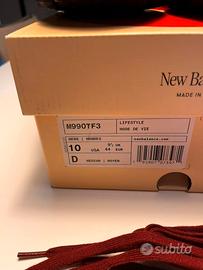 New Ba
MADE IN
M990TF3
LIFESTYLE
MODE DE VIE
MENS / HOMMES
newbalance.com
10
USA
9½ UK
44 EUR
D
MEDIUM / MOYEN
subito